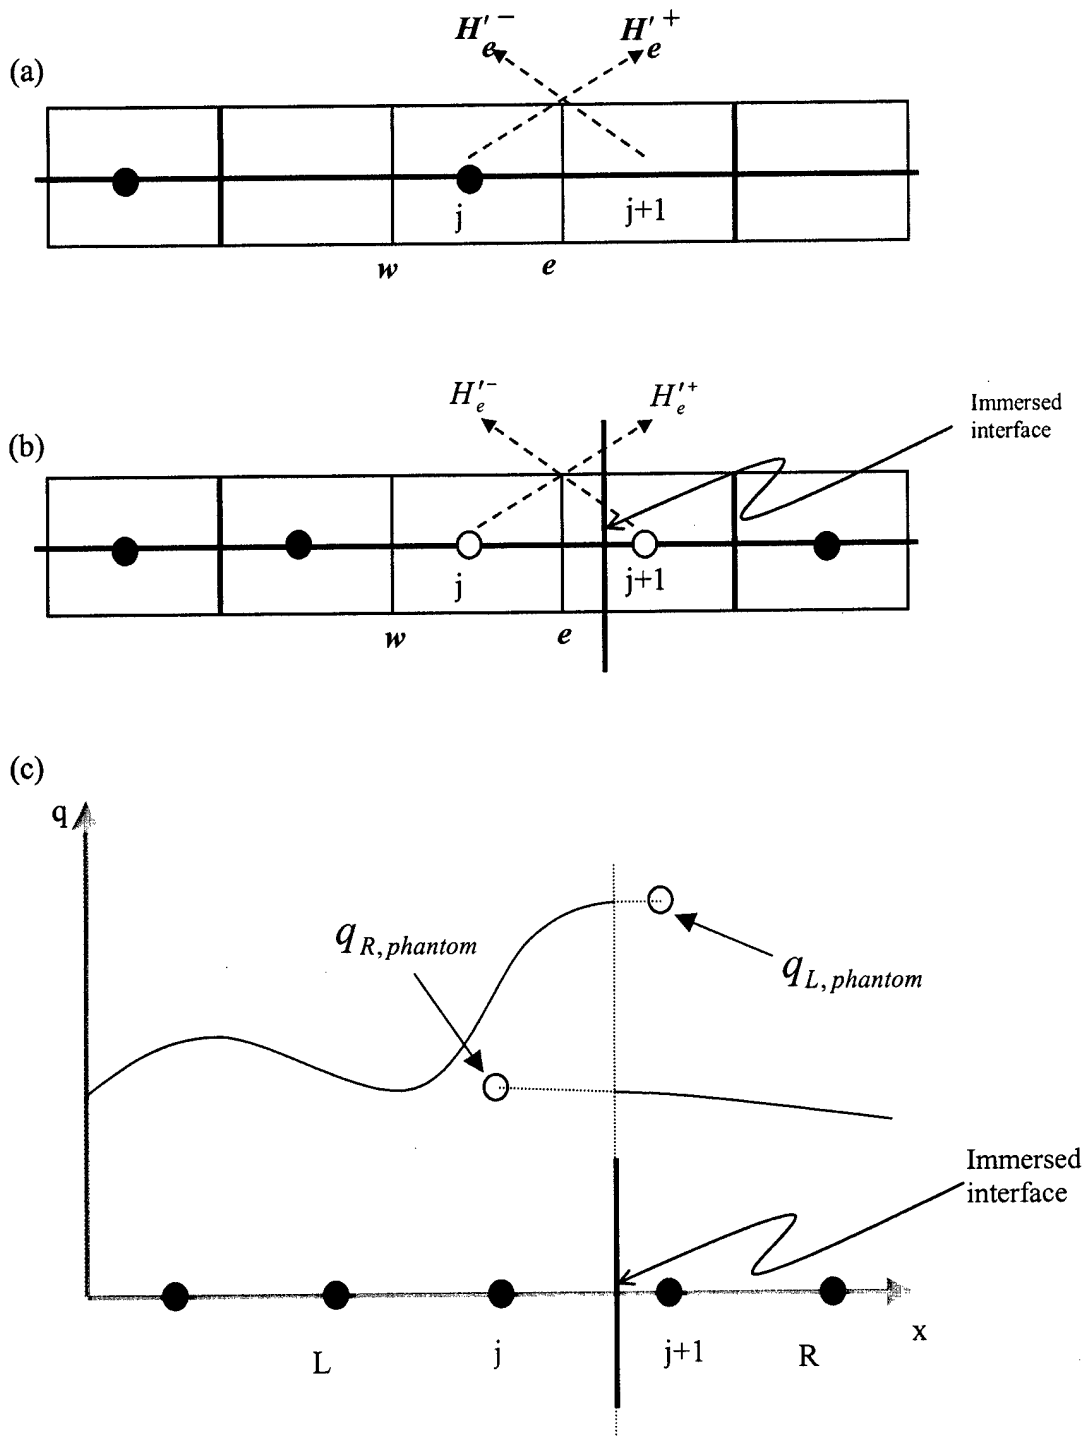 (a)
H′e− H′e+
j j+1
w e
(b)
H′e− H′e+
Immersed
interface
j j+1
w e
(c)
q
qR, phantom
qL, phantom
Immersed
interface
x
L j j+1 R